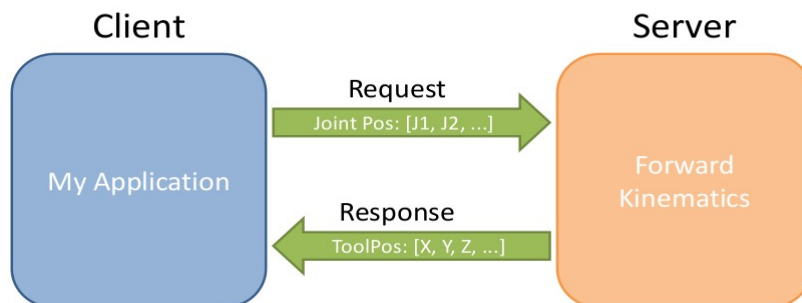 Client
Server
Request
Joint Pos: [J1, J2, ...]
My Application
Forward
Kinematics
Response
ToolPos: [X, Y, Z, ...]